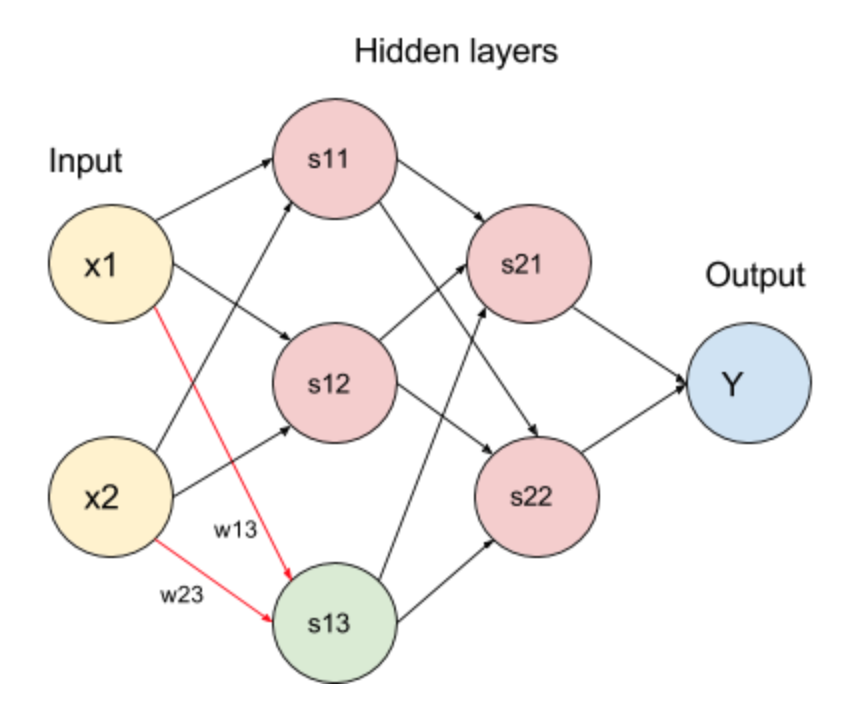 Hidden layers
Input
s11
x1
s21
Output
s12
Y
x2
s22
w13
w23
s13